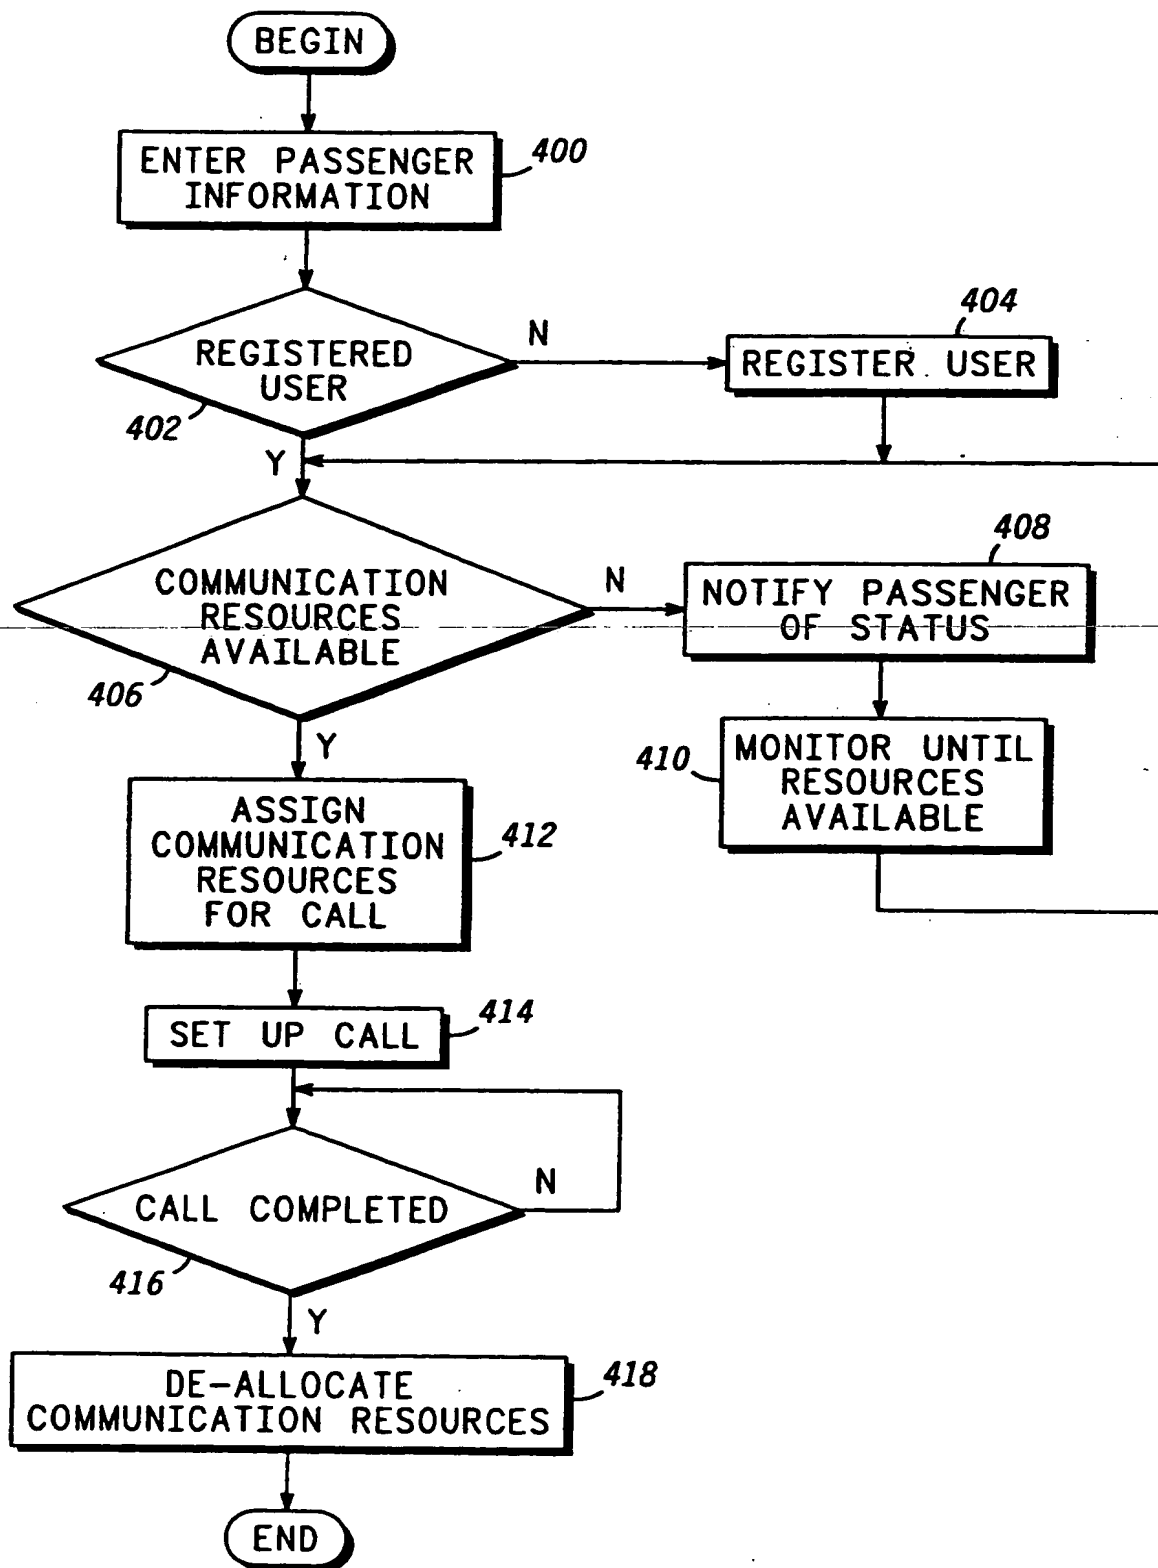 BEGIN
ENTER PASSENGER
INFORMATION
400
REGISTERED
USER
402
N
404
REGISTER USER
Y
COMMUNICATION
RESOURCES
AVAILABLE
406
N
408
NOTIFY PASSENGER
OF STATUS
410
MONITOR UNTIL
RESOURCES
AVAILABLE
Y
ASSIGN
COMMUNICATION
RESOURCES
FOR CALL
412
SET UP CALL
414
CALL COMPLETED
416
N
Y
DE-ALLOCATE
COMMUNICATION RESOURCES
418
END